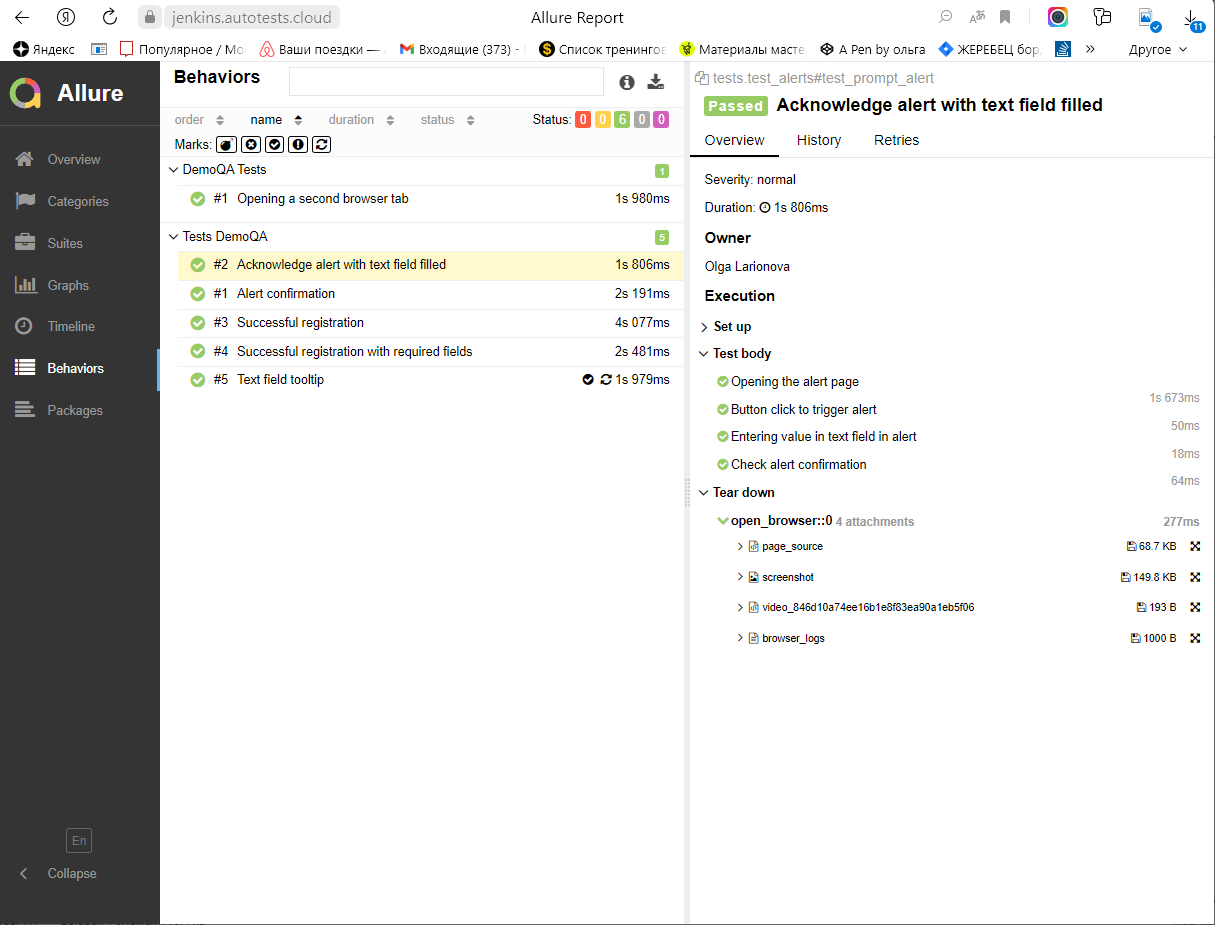 jenkins.autotests.cloud
Allure Report
Яндекс
Популярное / Мо
Ваши поездки —
Входящие (373) -
Список тренингов
Материалы масте
A Pen by ольга
ЖЕРЕБЕЦ бор
Другое
11
Allure
Overview
Categories
Suites
Graphs
Timeline
Behaviors
Packages
En
Collapse
Behaviors
order name duration status Status: 0 0 6 0 0
Marks:
DemoQA Tests 1
#1 Opening a second browser tab 1s 980ms
Tests DemoQA 5
#2 Acknowledge alert with text field filled 1s 806ms
#1 Alert confirmation 2s 191ms
#3 Successful registration 4s 077ms
#4 Successful registration with required fields 2s 481ms
#5 Text field tooltip 1s 979ms
tests.test_alerts#test_prompt_alert
Passed Acknowledge alert with text field filled
Overview History Retries
Severity: normal
Duration: 1s 806ms
Owner
Olga Larionova
Execution
Set up
Test body
Opening the alert page 1s 673ms
Button click to trigger alert 50ms
Entering value in text field in alert 18ms
Check alert confirmation 64ms
Tear down
open_browser::0 4 attachments 277ms
page_source 68.7 KB
screenshot 149.8 KB
video_846d10a74ee16b1e8f83ea90a1eb5f06 193 B
browser_logs 1000 B